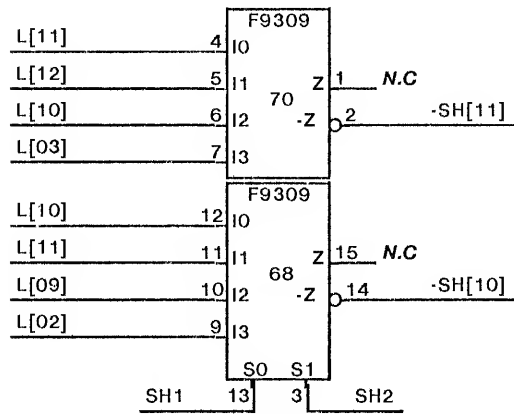 F9309
L[11] 4 I0
L[12] 5 I1 Z 1 N.C
70
L[10] 6 I2 -Z 2 -SH[11]
L[03] 7 I3
F9309
L[10] 12 I0
L[11] 11 I1 Z 15 N.C
68
L[09] 10 I2 -Z 14 -SH[10]
L[02] 9 I3
S0 S1
SH1 13 3 SH2